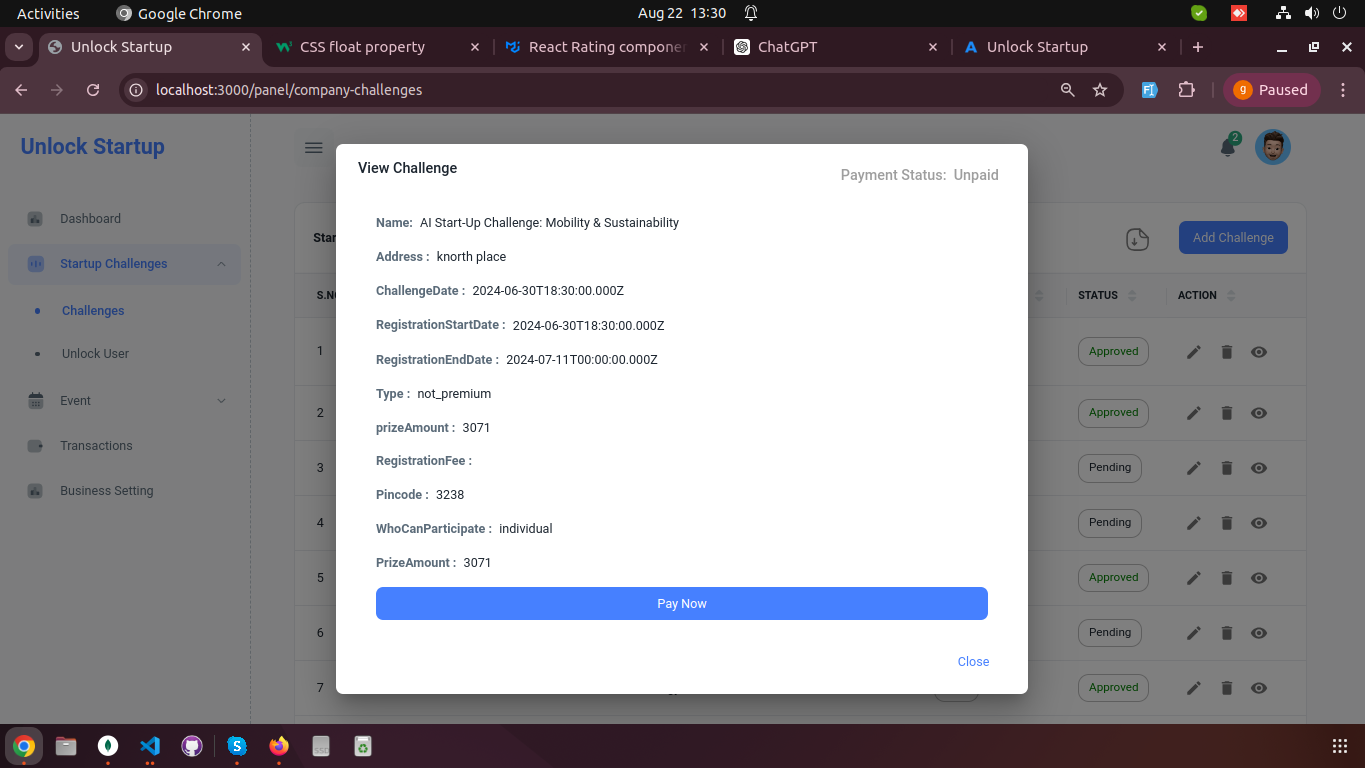 Activities
Google Chrome
Aug 22 13:30
Unlock Startup
CSS float property
React Rating compone
ChatGPT
Unlock Startup
localhost:3000/panel/company-challenges
g
Paused
Unlock Startup
2
Dashboard
Startup Challenges
Challenges
Unlock User
Event
Transactions
Business Setting
Star
Add Challenge
S.N
STATUS
ACTION
1
Approved
2
Approved
3
Pending
4
Pending
5
Approved
6
Pending
7
Approved
View Challenge
Payment Status: Unpaid
Name: AI Start-Up Challenge: Mobility & Sustainability
Address : knorth place
ChallengeDate : 2024-06-30T18:30:00.000Z
RegistrationStartDate : 2024-06-30T18:30:00.000Z
RegistrationEndDate : 2024-07-11T00:00:00.000Z
Type : not_premium
prizeAmount : 3071
RegistrationFee :
Pincode : 3238
WhoCanParticipate : individual
PrizeAmount : 3071
Pay Now
Close
SSD